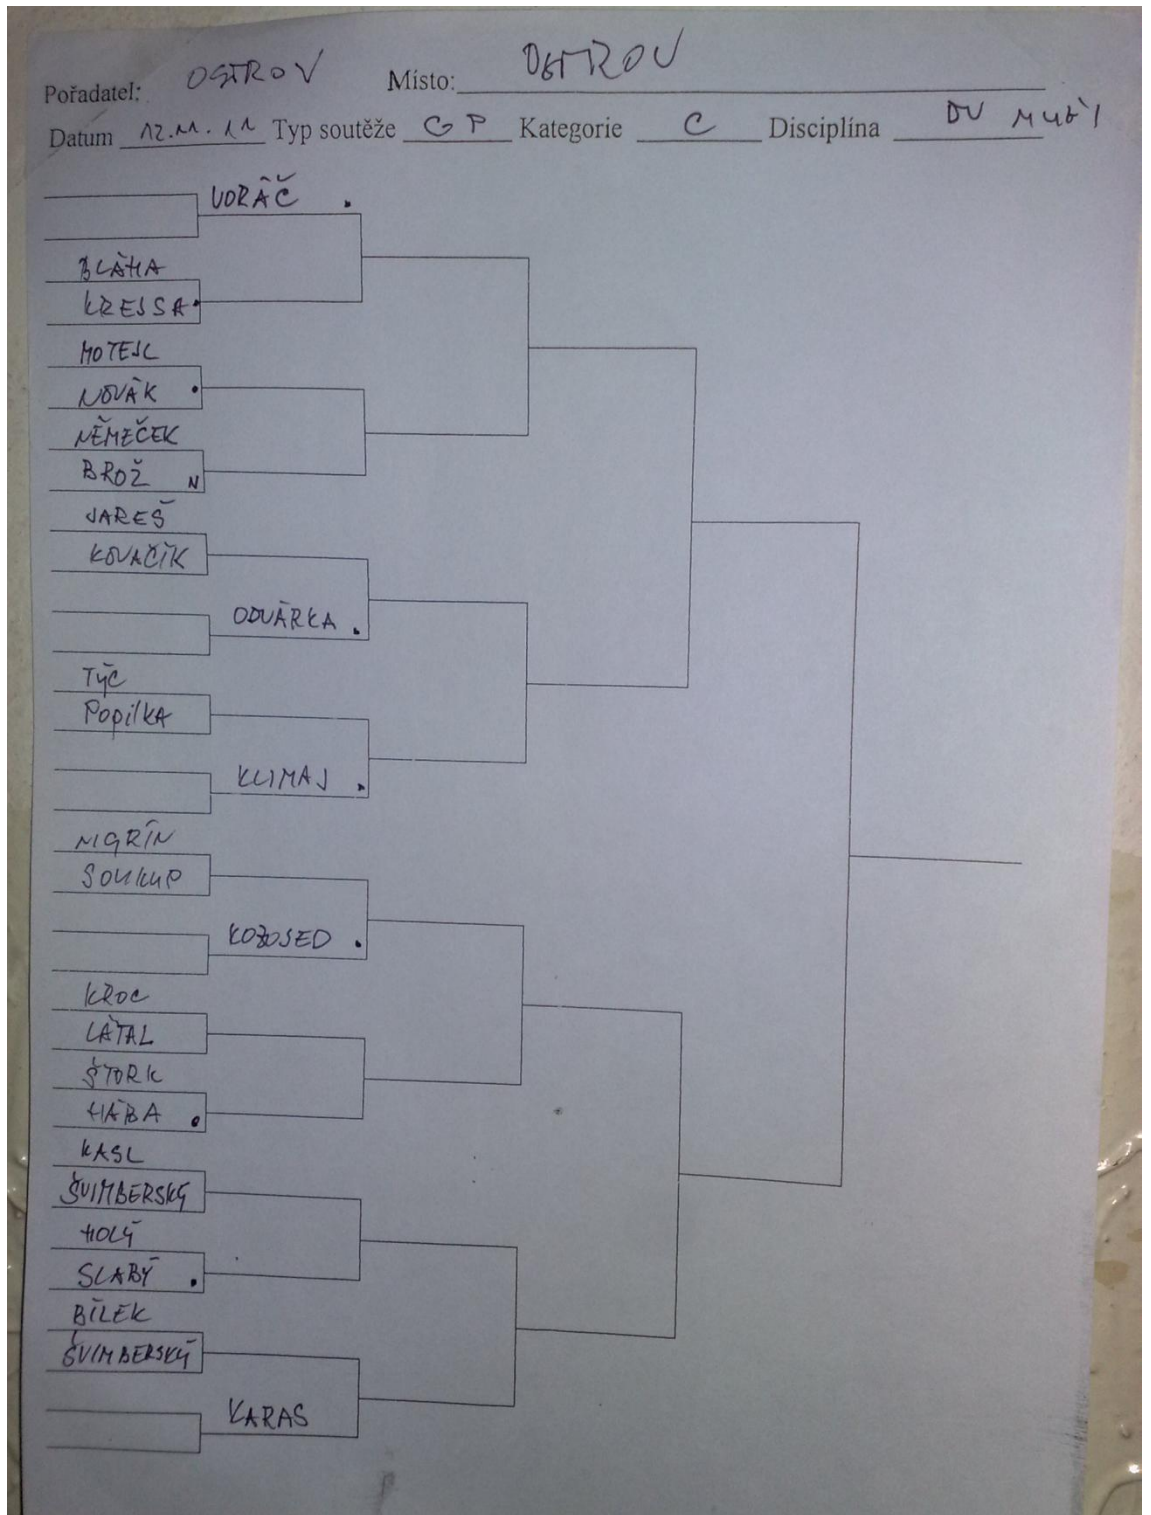 Pořadatel: OSTROV Místo: OSTROV
Datum 12.11.11 Typ soutěže GP Kategorie C Disciplína DV MUŽI
VORÁČ
BLÁHA
KREJSA
MOTEJL
NOVÁK
NĚMEČEK
BROŽ N
JAREŠ
KOVAČÍK
ODVÁRKA
TÝC
POPILKA
KLIMAJ
NIGRÍN
SOUKUP
KOZOSED
KROC
LÁTAL
ŠTORK
HÁBA
KASL
ŠVIMBERSKÝ
HOLÝ
SLABÝ
BÍLEK
ŠVIMBERSKÝ
KARAS